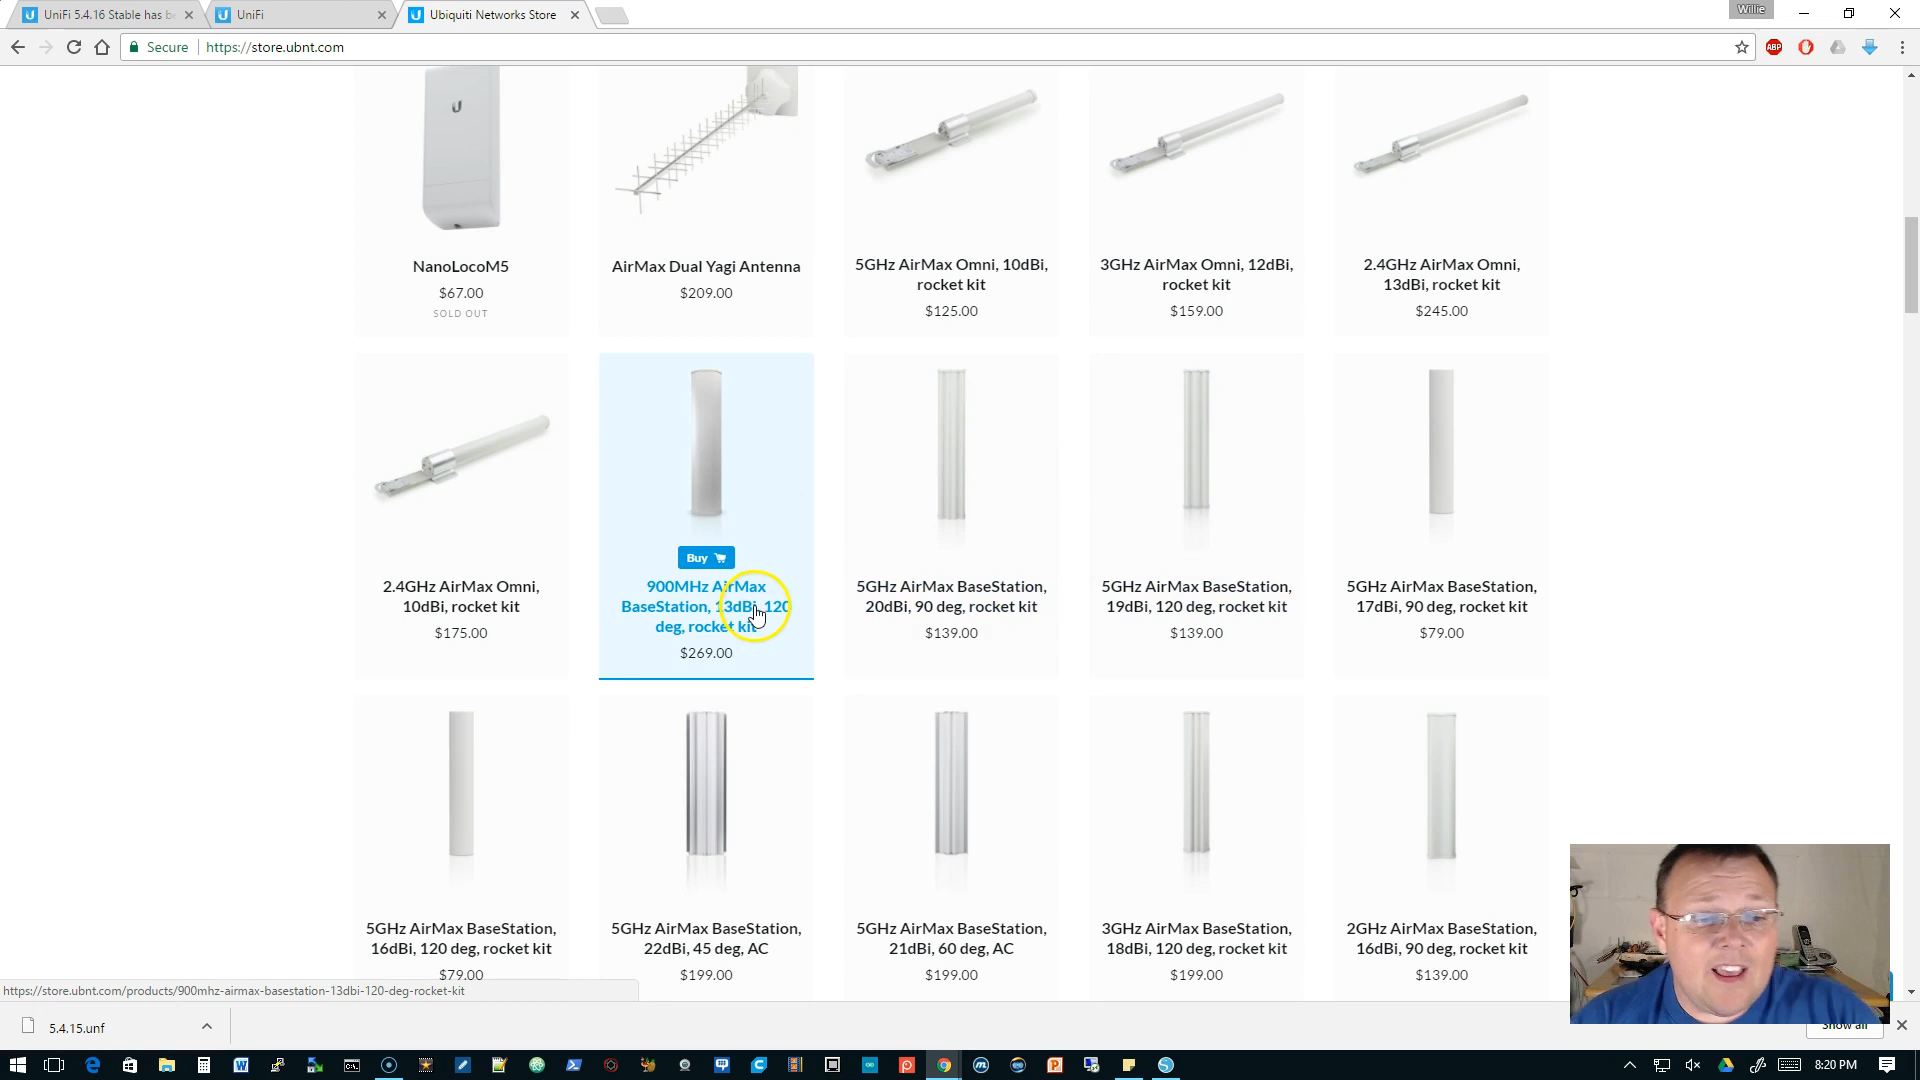 UniFi 5.4.16 Stable has be
UniFi
Ubiquiti Networks Store
Willie
Secure
https://store.ubnt.com
ABP
NanoLocoM5
$67.00
SOLD OUT
AirMax Dual Yagi Antenna
$209.00
5GHz AirMax Omni, 10dBi,
rocket kit
$125.00
3GHz AirMax Omni, 12dBi,
rocket kit
$159.00
2.4GHz AirMax Omni,
13dBi, rocket kit
$245.00
2.4GHz AirMax Omni,
10dBi, rocket kit
$175.00
Buy
900MHz AirMax
BaseStation, 13dBi, 120
deg, rocket kit
$269.00
5GHz AirMax BaseStation,
20dBi, 90 deg, rocket kit
$139.00
5GHz AirMax BaseStation,
19dBi, 120 deg, rocket kit
$139.00
5GHz AirMax BaseStation,
17dBi, 90 deg, rocket kit
$79.00
5GHz AirMax BaseStation,
16dBi, 120 deg, rocket kit
$79.00
5GHz AirMax BaseStation,
22dBi, 45 deg, AC
$199.00
5GHz AirMax BaseStation,
21dBi, 60 deg, AC
$199.00
3GHz AirMax BaseStation,
18dBi, 120 deg, rocket kit
$199.00
2GHz AirMax BaseStation,
16dBi, 90 deg, rocket kit
$139.00
https://store.ubnt.com/products/900mhz-airmax-basestation-13dbi-120-deg-rocket-kit
5.4.15.unf
Show all
8:20 PM